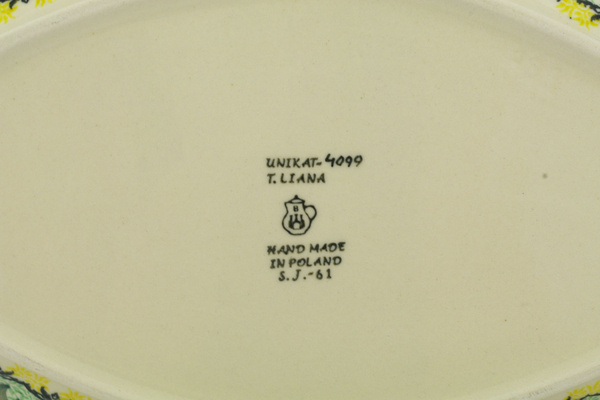 UNIKAT-4099
T. LIANA
B
HAND MADE
IN POLAND
S.J.-61